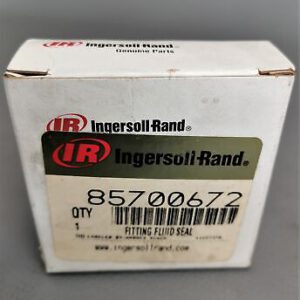 IR Ingersoll-Rand
Genuine Parts
IR Ingersoll-Rand
IR Ingersoll-Rand®
85700672
QTY
1
FITTING FLUID SEAL
www.ingersollrand.com